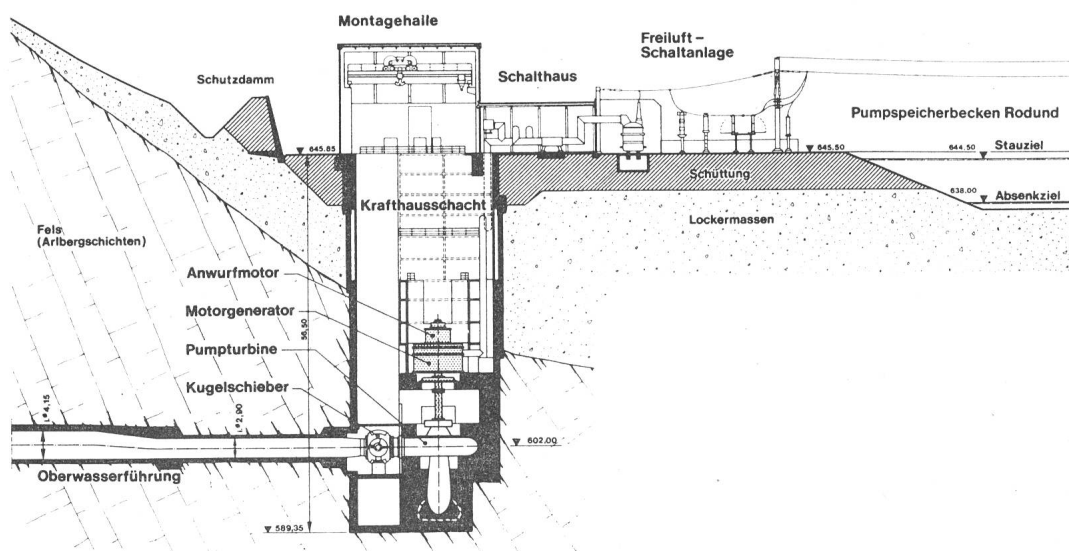 Montagehalle
Freiluft –
Schaltanlage
Schutzdamm
Schalthaus
Pumpspeicherbecken Rodund
645.85
645.50
644.50
Stauziel
Schüttung
638.00
Absenkziel
Krafthausschacht
Lockermassen
Fels
(Arlbergschichten)
Anwurfmotor
Motorgenerator
56,50
Pumpturbine
Kugelschieber
L ø 4,15
L ø 2,90
602.00
Oberwasserführung
589,35